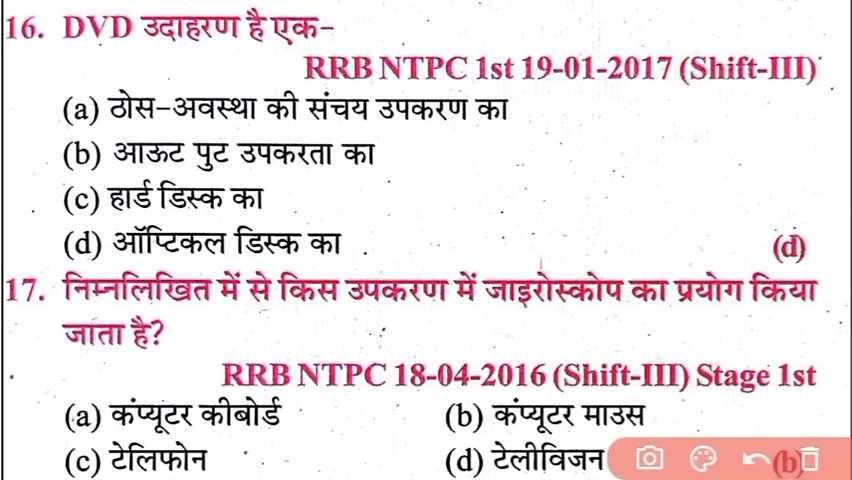 16. DVD उदाहरण है एक-
RRB NTPC 1st 19-01-2017 (Shift-III)
(a) ठोस-अवस्था की संचय उपकरण का
(b) आऊट पुट उपकरता का
(c) हार्ड डिस्क का
(d) ऑप्टिकल डिस्क का (d)
17. निम्नलिखित में से किस उपकरण में जाइरोस्कोप का प्रयोग किया
जाता है?
RRB NTPC 18-04-2016 (Shift-III) Stage 1st
(a) कंप्यूटर कीबोर्ड (b) कंप्यूटर माउस
(c) टेलिफोन (d) टेलीविजन (b)